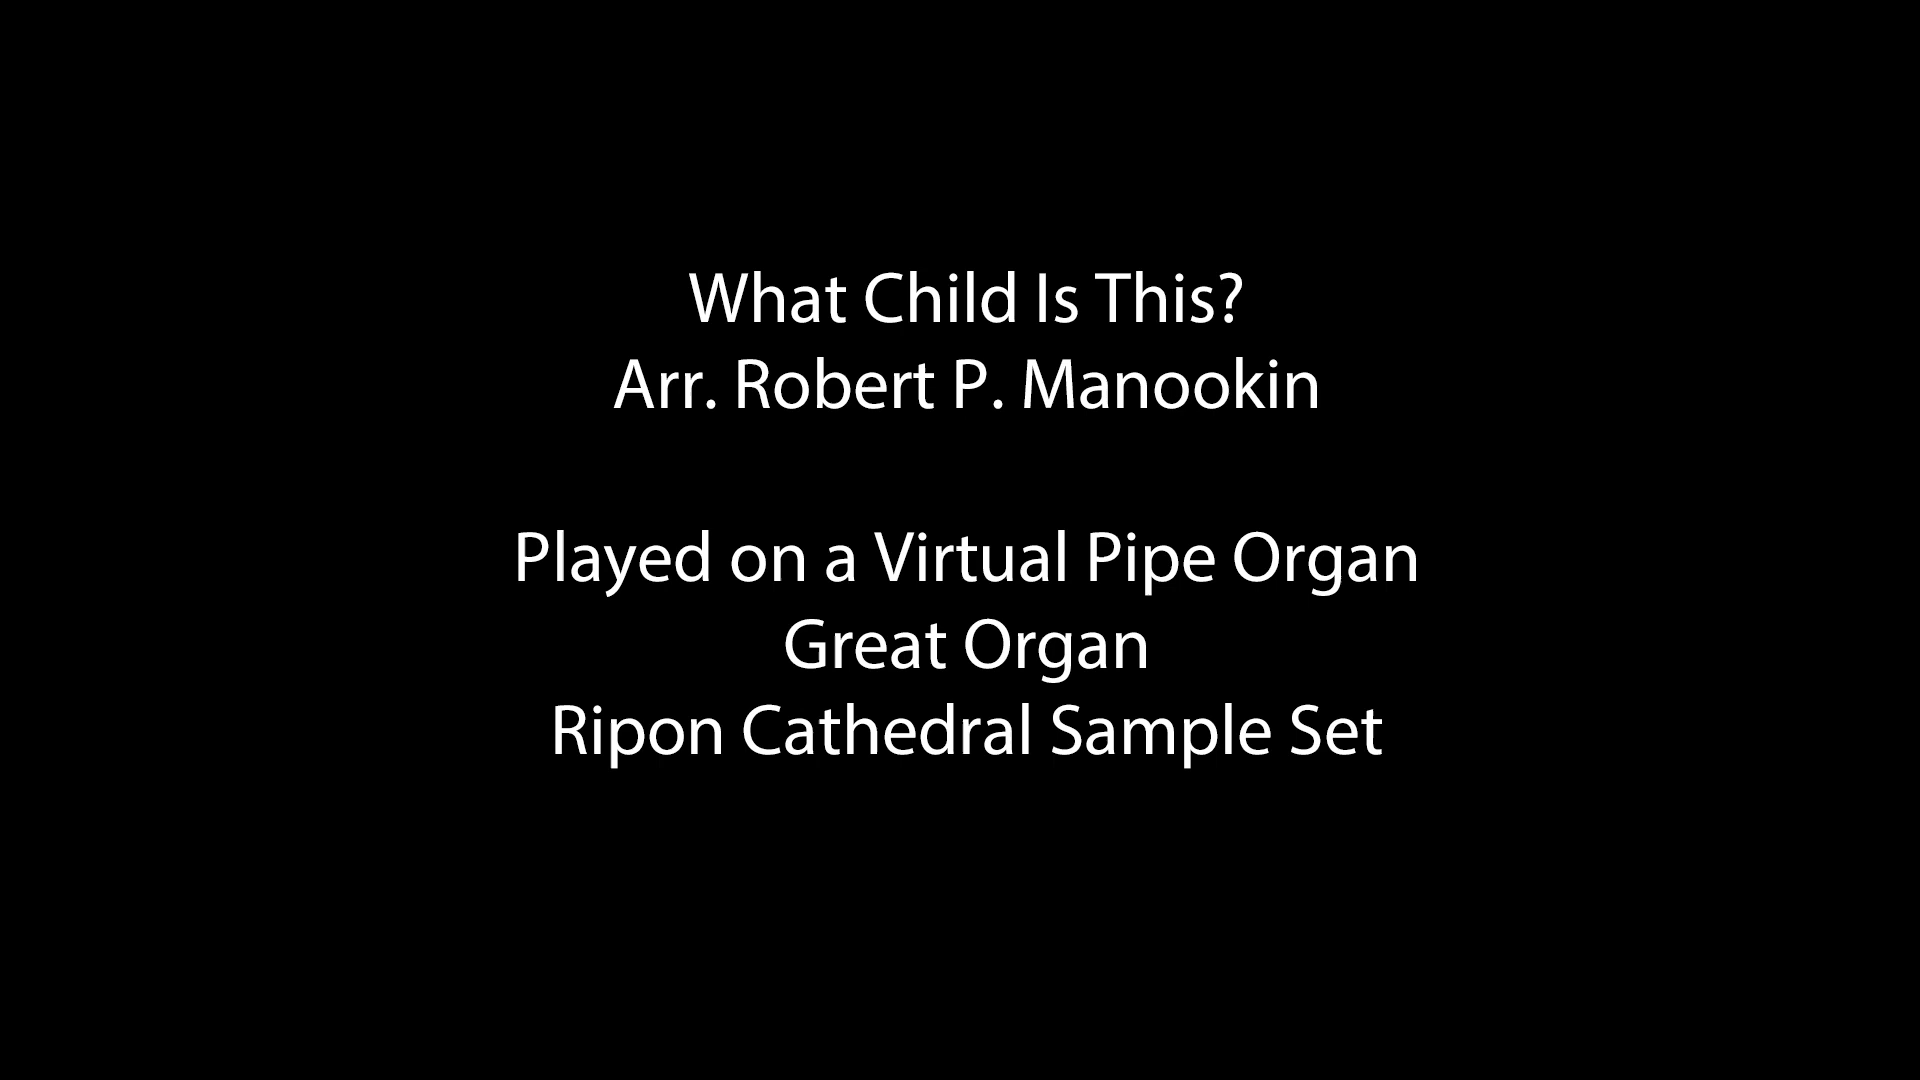 What Child Is This?
Arr. Robert P. Manookin
Played on a Virtual Pipe Organ
Great Organ
Ripon Cathedral Sample Set